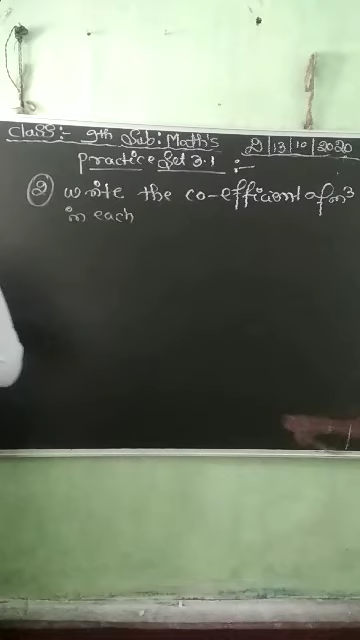 Class:- 9th Sub: Math's
D|13|10|2020
Practice Set 3.1 :-
② Write the co-efficient of m³
in each